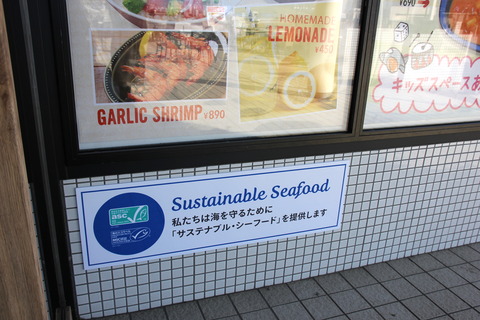 HOMEMADE
LEMONADE
¥450
GARLIC SHRIMP ¥890
¥690
キッズスペースあ
Sustainable Seafood
私たちは海を守るために
「サステナブル・シーフード」を提供します
asc